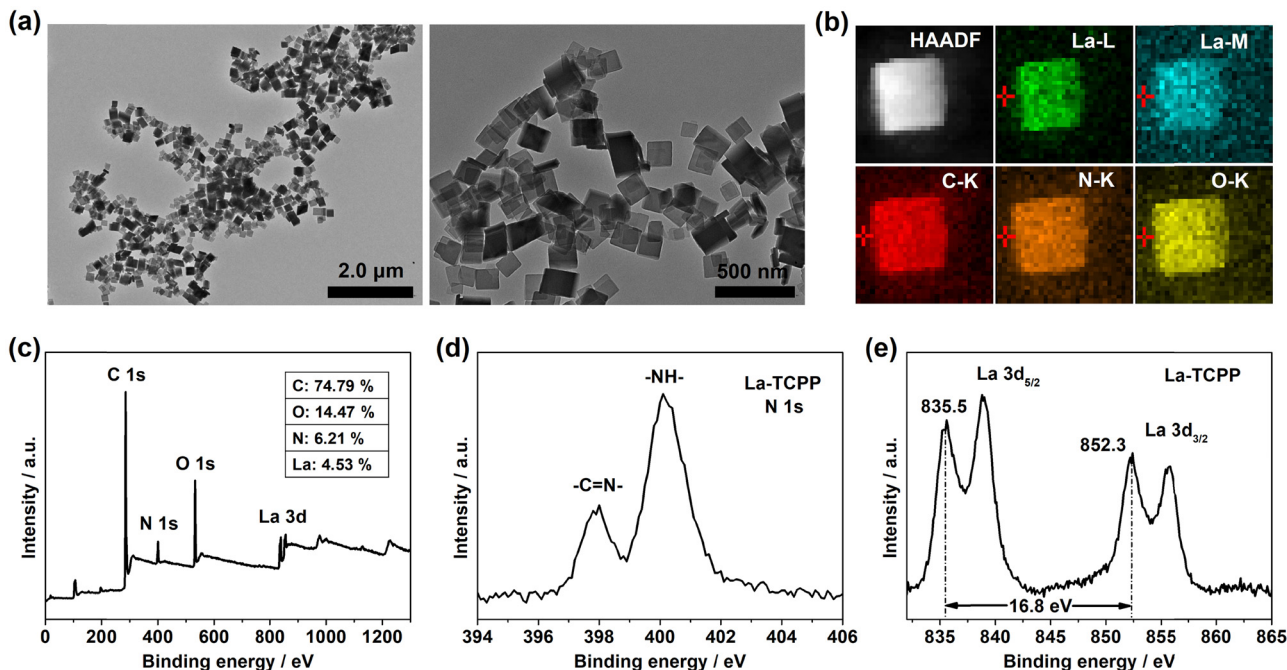 (a)
2.0 μm
500 nm
(b)
HAADF
La-L
La-M
C-K
N-K
O-K
(c)
C 1s
N 1s
O 1s
La 3d
C: 74.79 %
O: 14.47 %
N: 6.21 %
La: 4.53 %
Intensity / a.u.
0 200 400 600 800 1000 1200
Binding energy / eV
(d)
-C=N-
-NH-
La-TCPP
N 1s
Intensity / a.u.
394 396 398 400 402 404 406
Binding energy / eV
(e)
La 3d5/2
La-TCPP
835.5
852.3
La 3d3/2
16.8 eV
Intensity / a.u.
835 840 845 850 855 860 865
Binding energy / eV